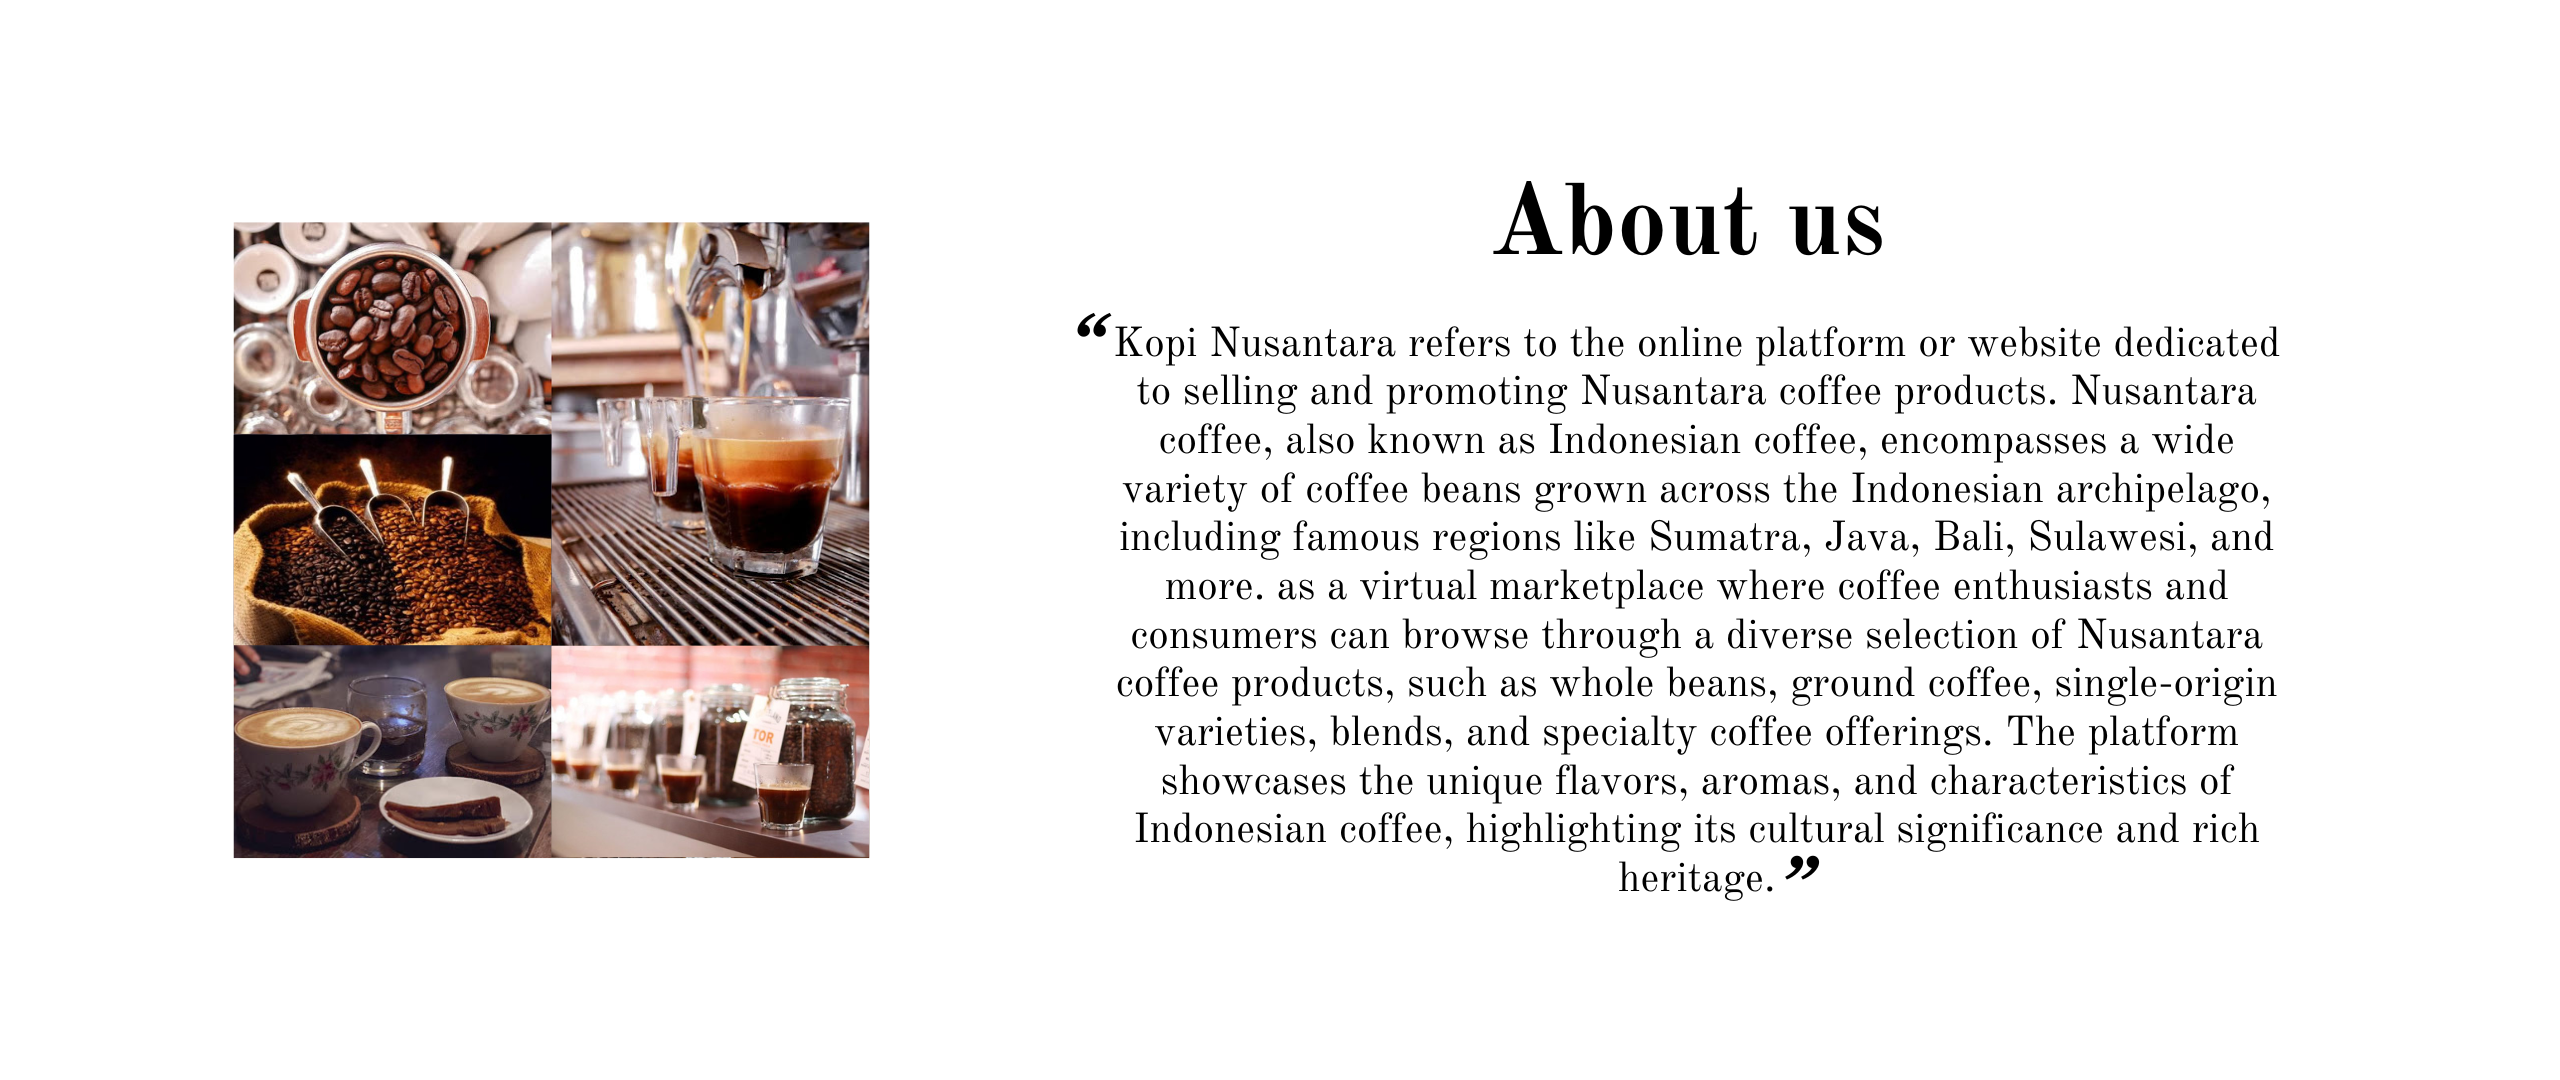 About us
“Kopi Nusantara refers to the online platform or website dedicated
to selling and promoting Nusantara coffee products. Nusantara
coffee, also known as Indonesian coffee, encompasses a wide
variety of coffee beans grown across the Indonesian archipelago,
including famous regions like Sumatra, Java, Bali, Sulawesi, and
more. as a virtual marketplace where coffee enthusiasts and
consumers can browse through a diverse selection of Nusantara
coffee products, such as whole beans, ground coffee, single-origin
varieties, blends, and specialty coffee offerings. The platform
showcases the unique flavors, aromas, and characteristics of
Indonesian coffee, highlighting its cultural significance and rich
heritage.”
TOR